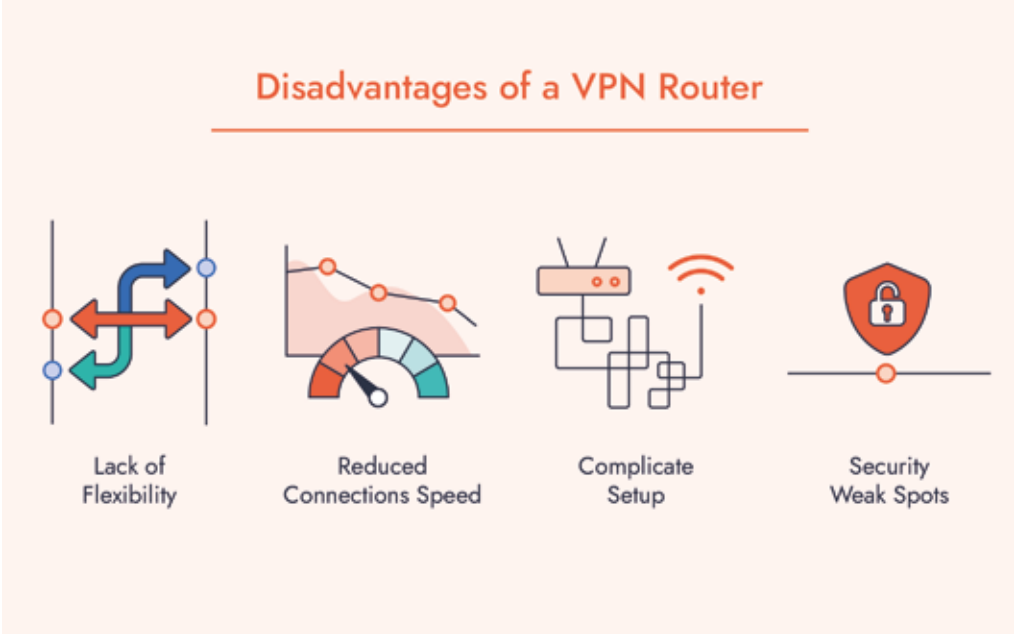 Disadvantages of a VPN Router
Lack of
Flexibility
Reduced
Connections Speed
Complicate
Setup
Security
Weak Spots